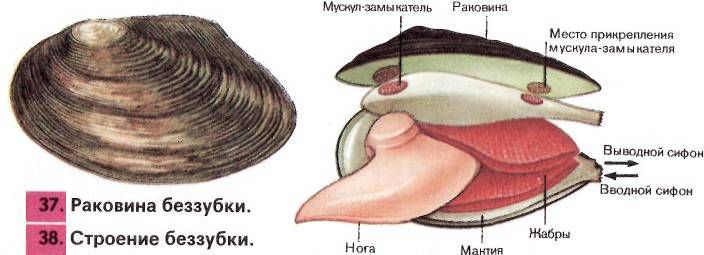 Мускул-замыкатель
Раковина
Место прикрепления
мускула-замыкателя
Выводной сифон
Вводной сифон
Жабры
Мантия
Нога
37. Раковина беззубки.
38. Строение беззубки.